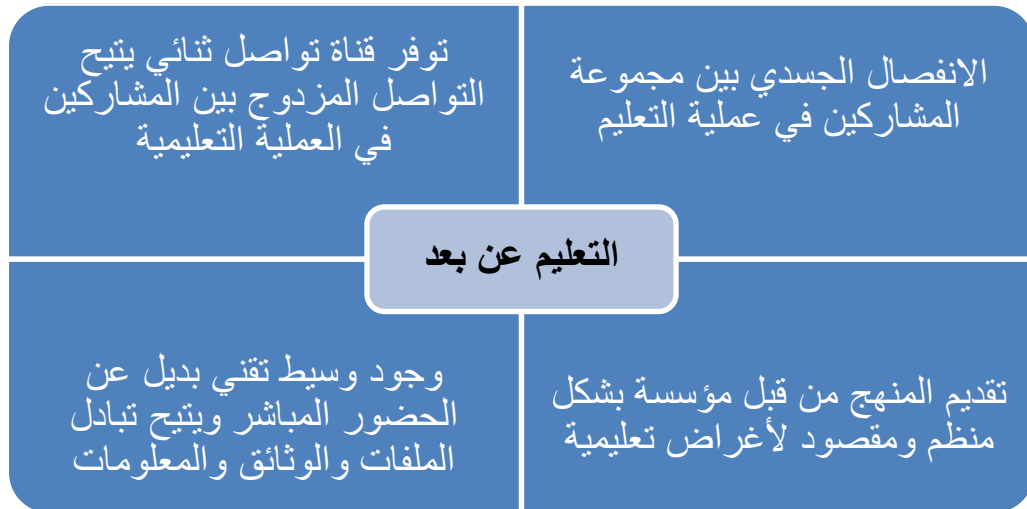 الانفصال الجسدي بين مجموعة
المشاركين في عملية التعليم
توفر قناة تواصل ثنائي يتيح
التواصل المزدوج بين المشاركين
في العملية التعليمية
التعليم عن بعد
تقديم المنهج من قبل مؤسسة بشكل
منظم ومقصود لأغراض تعليمية
وجود وسيط تقني بديل عن
الحضور المباشر ويتيح تبادل
الملفات والوثائق والمعلومات